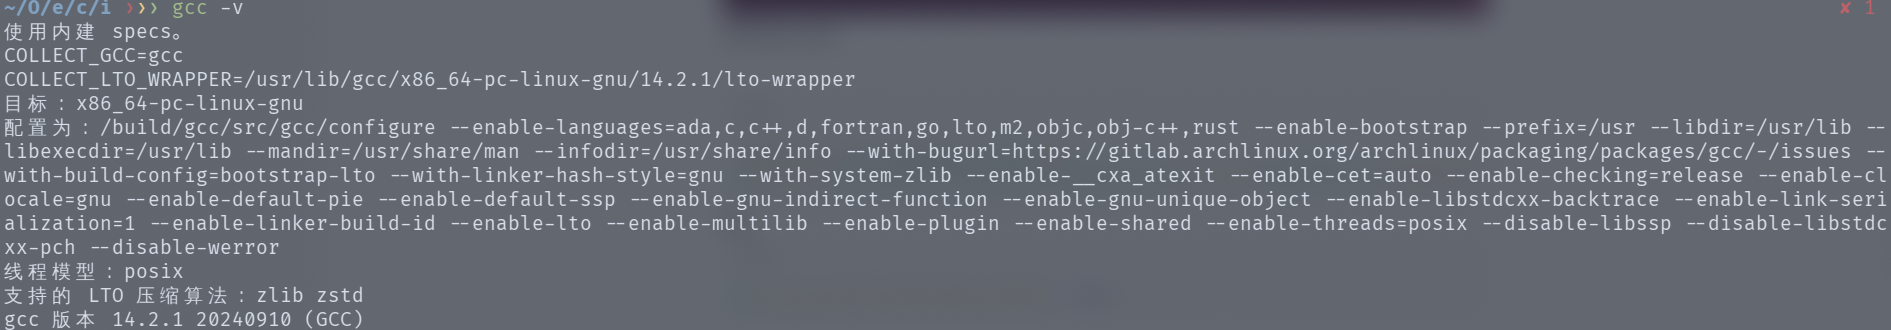 ~/O/e/c/i ❯❯❯ gcc -v ✘ 1
使用内建 specs。
COLLECT_GCC=gcc
COLLECT_LTO_WRAPPER=/usr/lib/gcc/x86_64-pc-linux-gnu/14.2.1/lto-wrapper
目标：x86_64-pc-linux-gnu
配置为：/build/gcc/src/gcc/configure --enable-languages=ada,c,c++,d,fortran,go,lto,m2,objc,obj-c++,rust --enable-bootstrap --prefix=/usr --libdir=/usr/lib --
libexecdir=/usr/lib --mandir=/usr/share/man --infodir=/usr/share/info --with-bugurl=https://gitlab.archlinux.org/archlinux/packaging/packages/gcc/-/issues --
with-build-config=bootstrap-lto --with-linker-hash-style=gnu --with-system-zlib --enable-__cxa_atexit --enable-cet=auto --enable-checking=release --enable-cl
ocale=gnu --enable-default-pie --enable-default-ssp --enable-gnu-indirect-function --enable-gnu-unique-object --enable-libstdcxx-backtrace --enable-link-seri
alization=1 --enable-linker-build-id --enable-lto --enable-multilib --enable-plugin --enable-shared --enable-threads=posix --disable-libssp --disable-libstdc
xx-pch --disable-werror
线程模型：posix
支持的 LTO 压缩算法：zlib zstd
gcc 版本 14.2.1 20240910 (GCC)